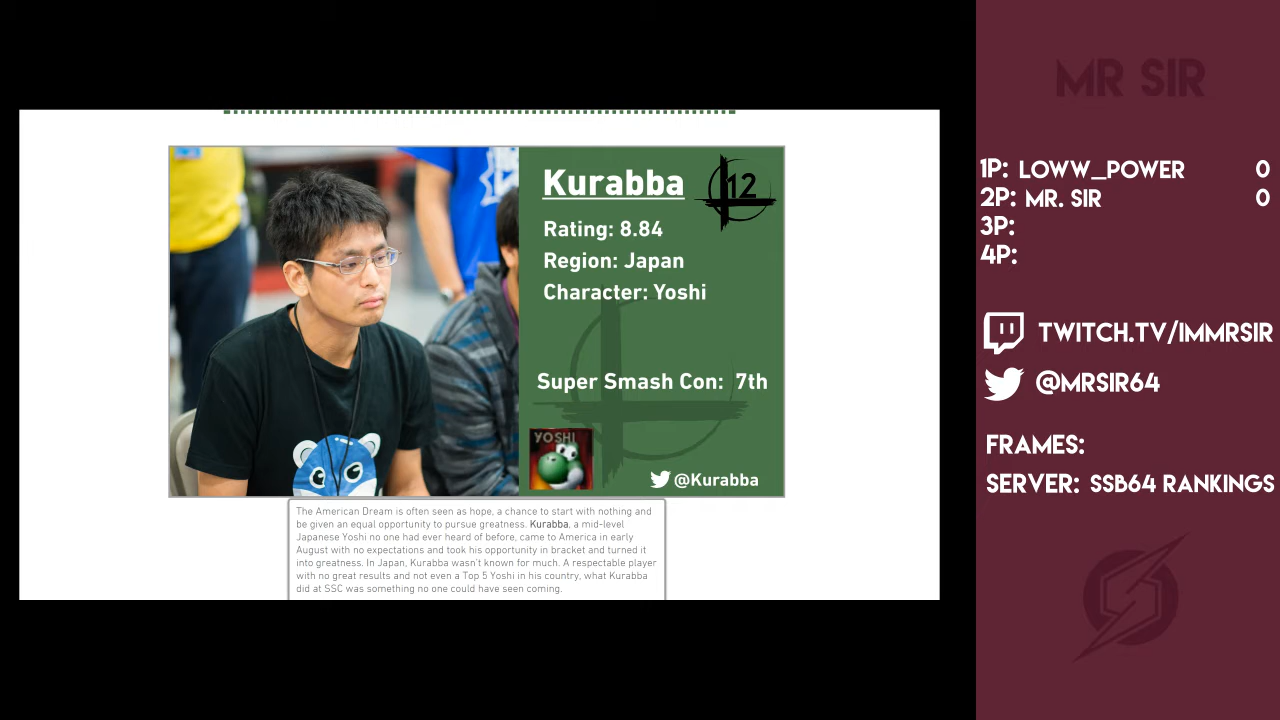 Kurabba
12
Rating: 8.84
Region: Japan
Character: Yoshi
Super Smash Con: 7th
YOSHI
@Kurabba
The American Dream is often seen as hope, a chance to start with nothing and
be given an equal opportunity to pursue greatness. Kurabba, a mid-level
Japanese Yoshi no one had ever heard of before, came to America in early
August with no expectations and took his opportunity in bracket and turned it
into greatness. In Japan, Kurabba wasn't known for much. A respectable player
with no great results and not even a Top 5 Yoshi in his country, what Kurabba
did at SSC was something no one could have seen coming.
MR SIR
1P: LOWW_POWER 0
2P: MR. SIR 0
3P:
4P:
TWITCH.TV/IMMRSIR
@MRSIR64
FRAMES:
SERVER: SSB64 RANKINGS